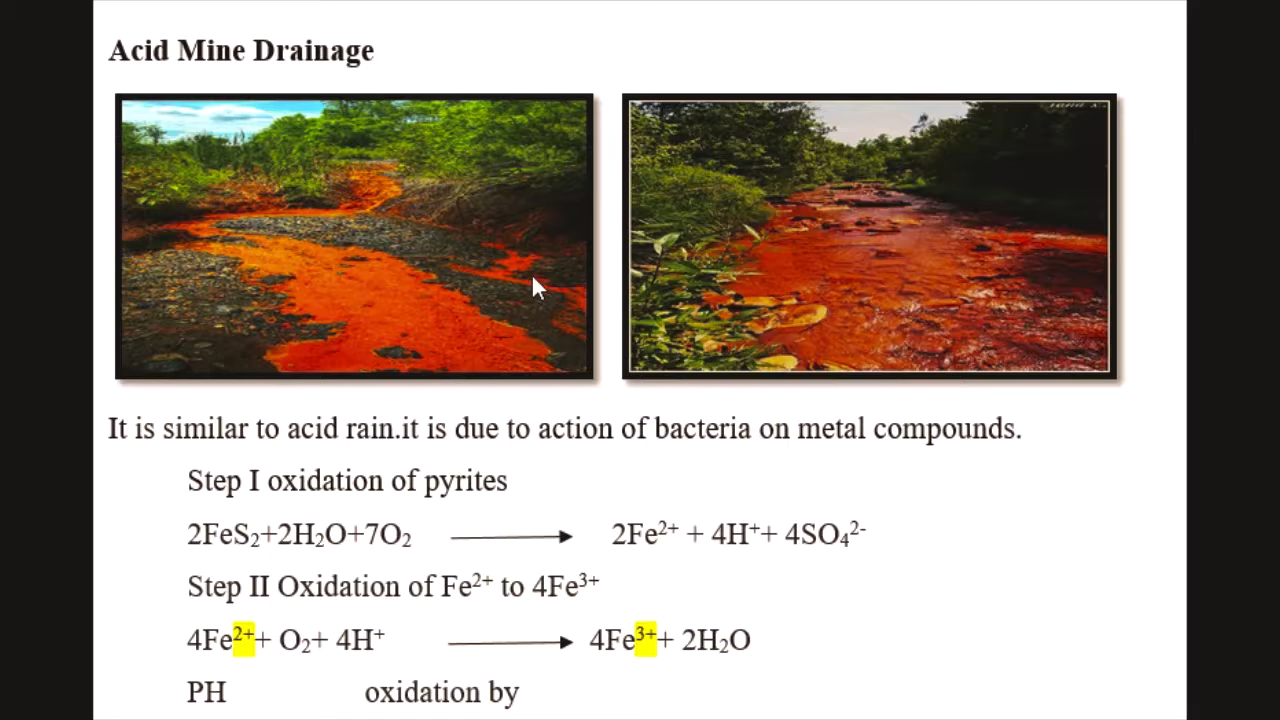 Acid Mine Drainage
It is similar to acid rain.it is due to action of bacteria on metal compounds.
Step I oxidation of pyrites
2FeS₂+2H₂O+7O₂ ⟶ 2Fe²⁺ + 4H⁺+ 4SO₄²⁻
Step II Oxidation of Fe²⁺ to 4Fe³⁺
4Fe²⁺+ O₂+ 4H⁺ ⟶ 4Fe³⁺+ 2H₂O
PH oxidation by